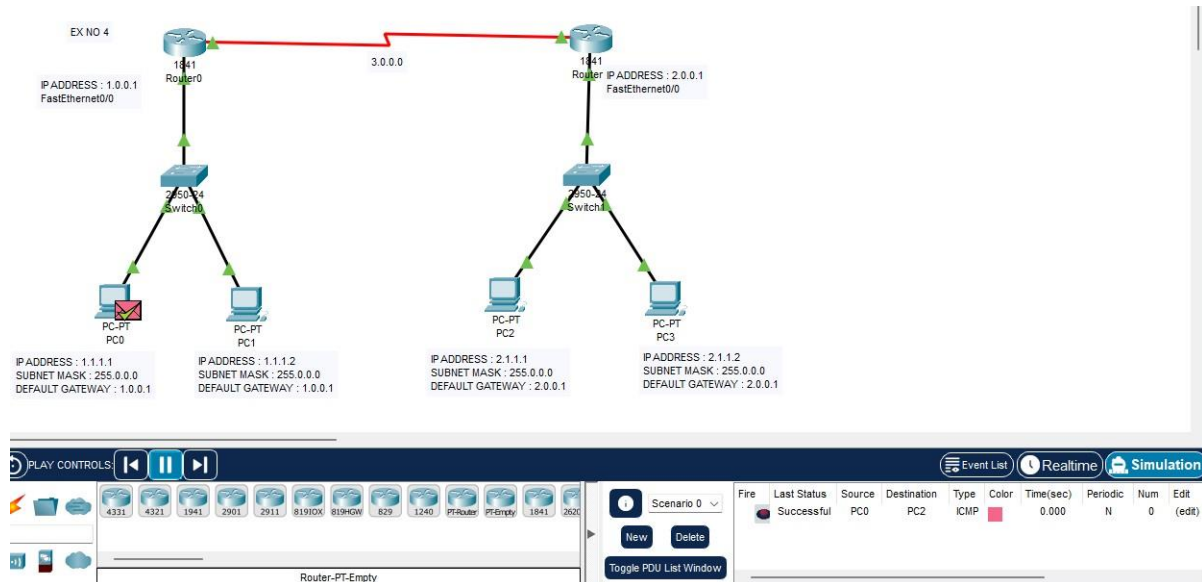 EX NO 4
1841
Router0
IP ADDRESS : 1.0.0.1
FastEthernet0/0
3.0.0.0
1841
Router
IP ADDRESS : 2.0.0.1
FastEthernet0/0
2950-24
Switch0
2950-24
Switch1
PC-PT
PC0
PC-PT
PC1
PC-PT
PC2
PC-PT
PC3
IP ADDRESS : 1.1.1.1
SUBNET MASK : 255.0.0.0
DEFAULT GATEWAY : 1.0.0.1
IP ADDRESS : 1.1.1.2
SUBNET MASK : 255.0.0.0
DEFAULT GATEWAY : 1.0.0.1
IP ADDRESS : 2.1.1.1
SUBNET MASK : 255.0.0.0
DEFAULT GATEWAY : 2.0.0.1
IP ADDRESS : 2.1.1.2
SUBNET MASK : 255.0.0.0
DEFAULT GATEWAY : 2.0.0.1
PLAY CONTROLS:
Event List
Realtime
Simulation
4331 4321 1941 2901 2911 819IOX 819HGW 829 1240 PT-Router PT-Empty 1841
Router-PT-Empty
Scenario 0
New Delete
Toggle PDU List Window
Fire Last Status Source Destination Type Color Time(sec) Periodic Num Edit
Successful PC0 PC2 ICMP 0.000 N 0 (edit)